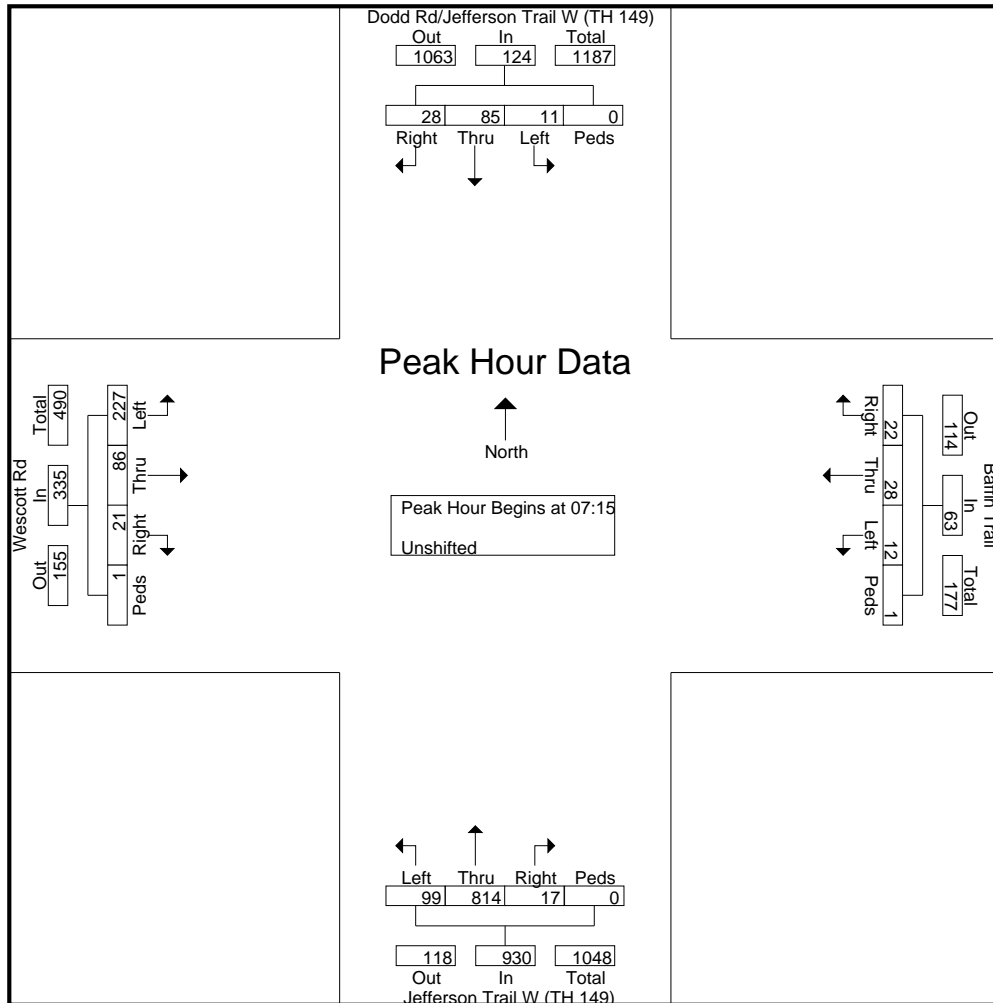 Dodd Rd/Jefferson Trail W (TH 149)
Out In Total
1063 124 1187
28 85 11 0
Right Thru Left Peds
Peak Hour Data
North
Peak Hour Begins at 07:15
Unshifted
Wescott Rd
Total In Out
490 335 155
227 86 21 1
Left Thru Right Peds
Right Thru Left Peds
22 28 12 1
Out In Total
114 63 177
Trail
Left Thru Right Peds
99 814 17 0
118 930 1048
Out In Total
Jefferson Trail W (TH 149)